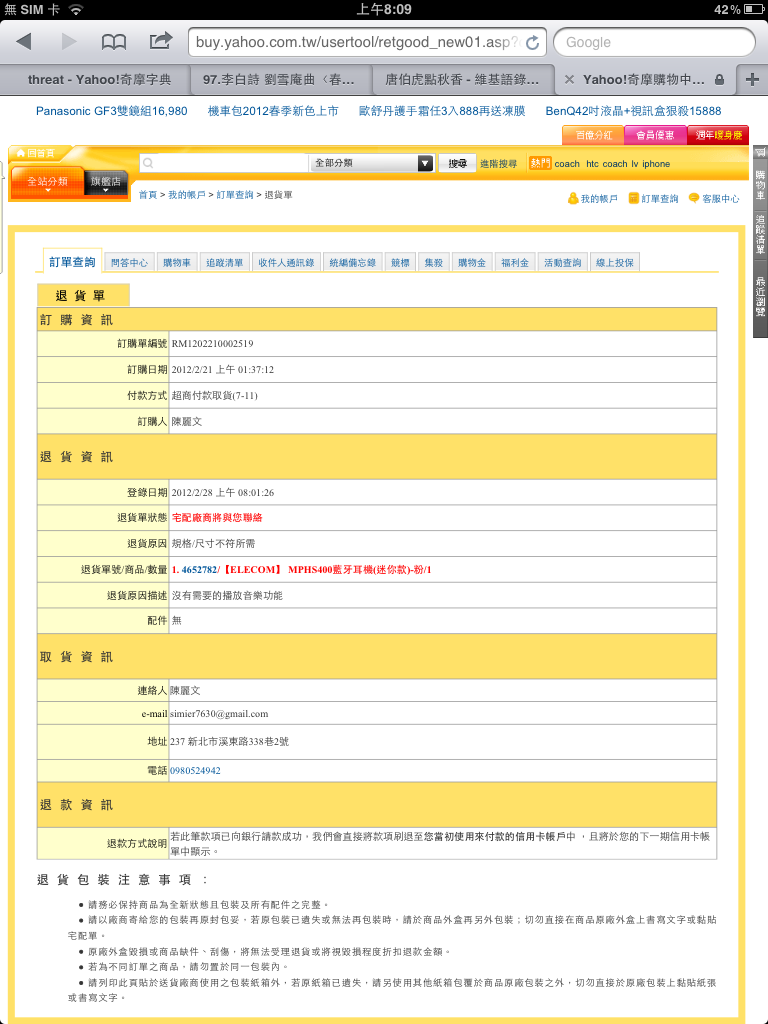 無 SIM 卡
上午8:09
42%
buy.yahoo.com.tw/usertool/retgood_new01.asp?
Google
threat - Yahoo!奇摩字典
97.李白詩 劉雪庵曲〈春…
唐伯虎點秋香 - 維基語錄…
Yahoo!奇摩購物中…
Panasonic GF3雙鏡組16,980 機車包2012春季新色上市 歐舒丹護手霜任3入888再送凍膜 BenQ42吋液晶+視訊盒狠殺15888
百億分紅 會員優惠 週年暖身慶
回首頁
全站分類 旗艦店
全部分類 搜尋 進階搜尋 熱門 coach htc coach lv iphone
首頁 > 我的帳戶 > 訂單查詢 > 退貨單
我的帳戶 訂單查詢 客服中心
購物車
追蹤清單
最近瀏覽
訂單查詢 問答中心 購物車 追蹤清單 收件人通訊錄 統編備忘錄 競標 集殺 購物金 福利金 活動查詢 線上投保
退 貨 單
訂 購 資 訊
訂購單編號 RM1202210002519
訂購日期 2012/2/21 上午 01:37:12
付款方式 超商付款取貨(7-11)
訂購人 陳麗文
退 貨 資 訊
登錄日期 2012/2/28 上午 08:01:26
退貨單狀態 宅配廠商將與您聯絡
退貨原因 規格/尺寸不符所需
退貨單號/商品/數量 1. 4652782/【ELECOM】 MPHS400藍牙耳機(迷你款)-粉/1
退貨原因描述 沒有需要的播放音樂功能
配件 無
取 貨 資 訊
連絡人 陳麗文
e-mail simier7630@gmail.com
地址 237 新北市溪東路338巷2號
電話 0980524942
退 款 資 訊
退款方式說明 若此筆款項已向銀行請款成功，我們會直接將款項刷退至您當初使用來付款的信用卡帳戶中 ，且將於您的下一期信用卡帳
單中顯示。
退 貨 包 裝 注 意 事 項 ：
● 請務必保持商品為全新狀態且包裝及所有配件之完整。
● 請以廠商寄給您的包裝再原封包妥，若原包裝已遺失或無法再包裝時，請於商品外盒再另外包裝；切勿直接在商品原廠外盒上書寫文字或黏貼
宅配單。
● 原廠外盒毀損或商品缺件、刮傷，將無法受理退貨或將視毀損程度折扣退款金額。
● 若為不同訂單之商品，請勿置於同一包裝內。
● 請列印此頁貼於送貨廠商使用之包裝紙箱外，若原紙箱已遺失，請另使用其他紙箱包覆於商品原廠包裝之外，切勿直接於原廠包裝上黏貼紙張
或書寫文字。